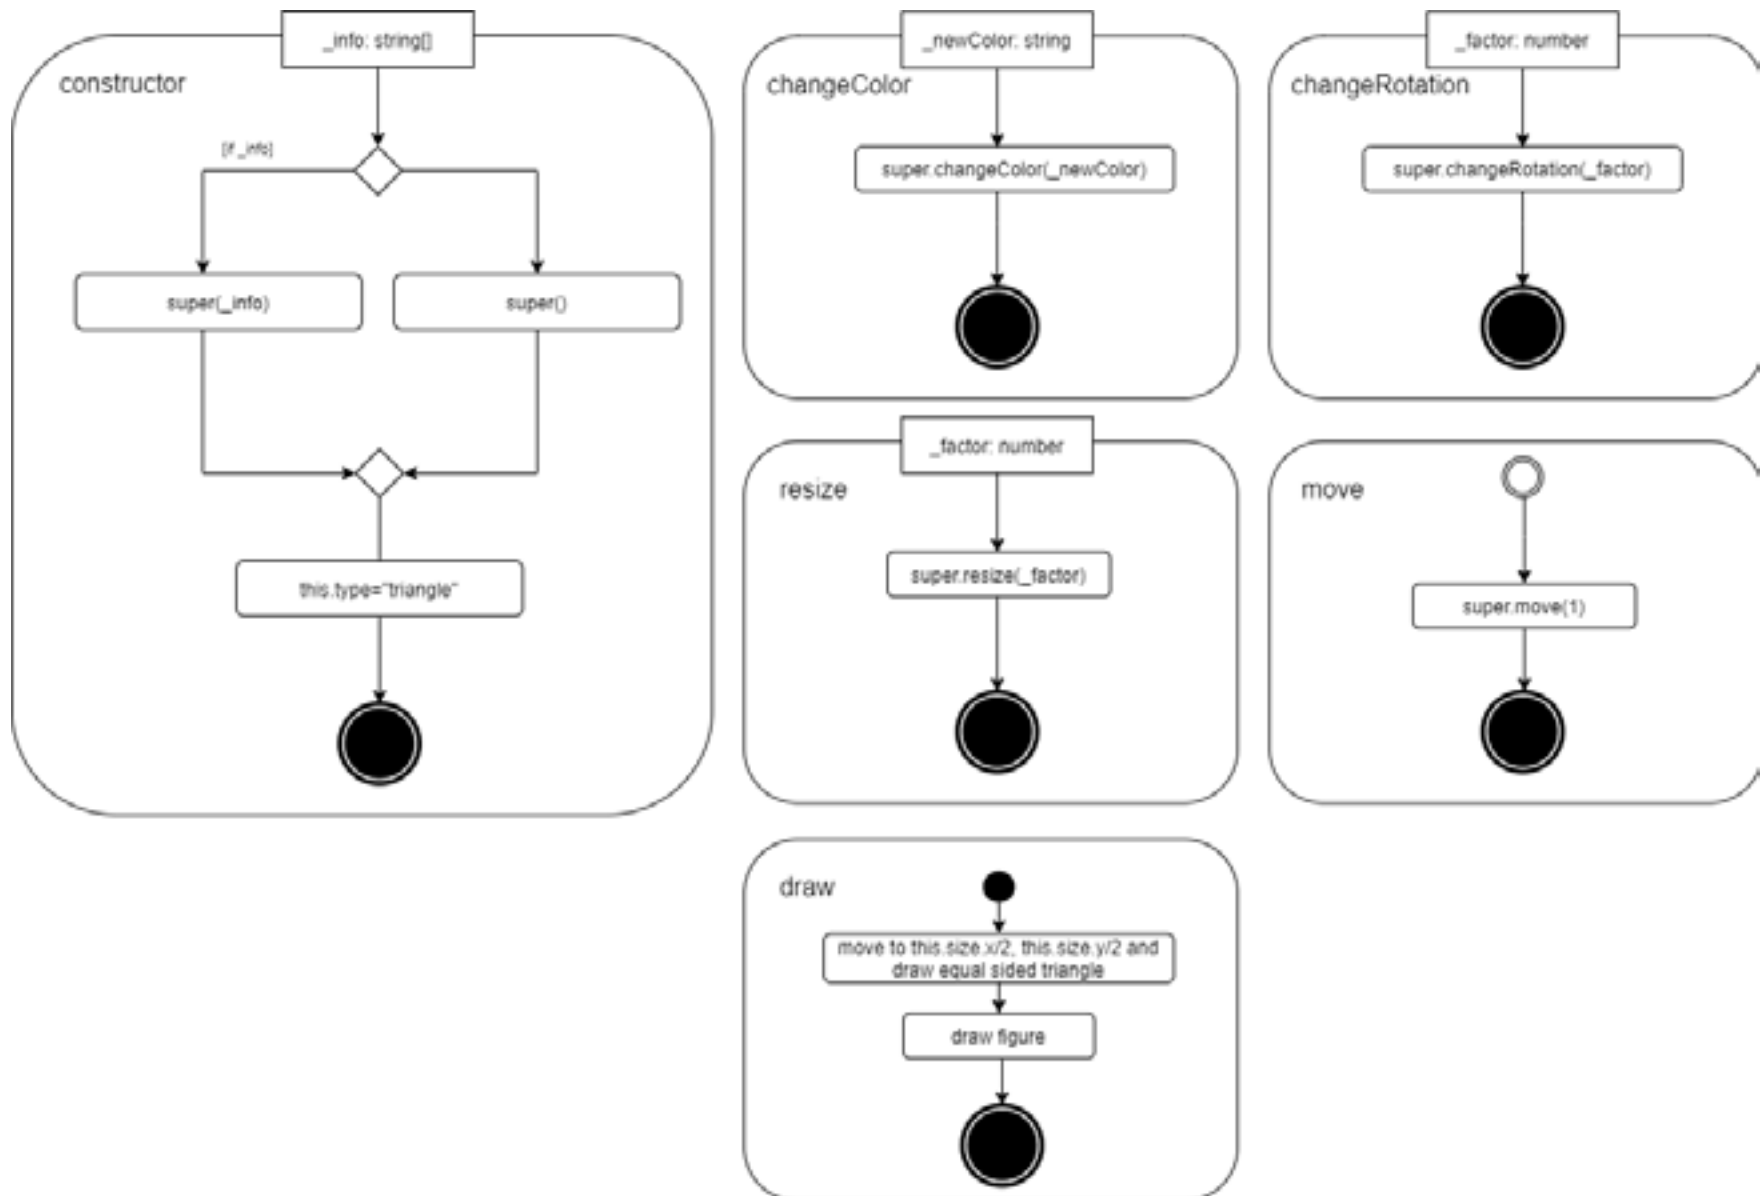 _info: string[]
constructor
[if _info]
super(_info)
super()
this.type="triangle"
_newColor: string
changeColor
super.changeColor(_newColor)
_factor: number
changeRotation
super.changeRotation(_factor)
_factor: number
resize
super.resize(_factor)
move
super.move(1)
draw
move to this.size.x/2, this.size.y/2 and
draw equal sided triangle
draw figure